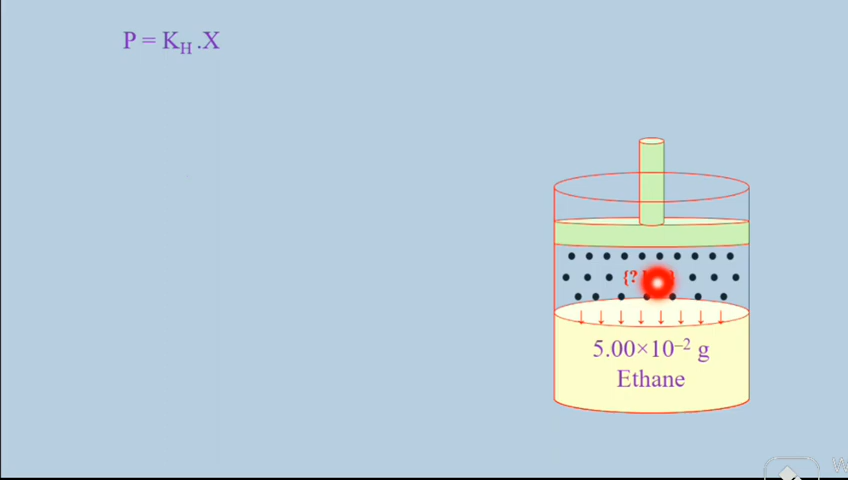 P = K_H .X
{?
5.00×10⁻² g
Ethane
W